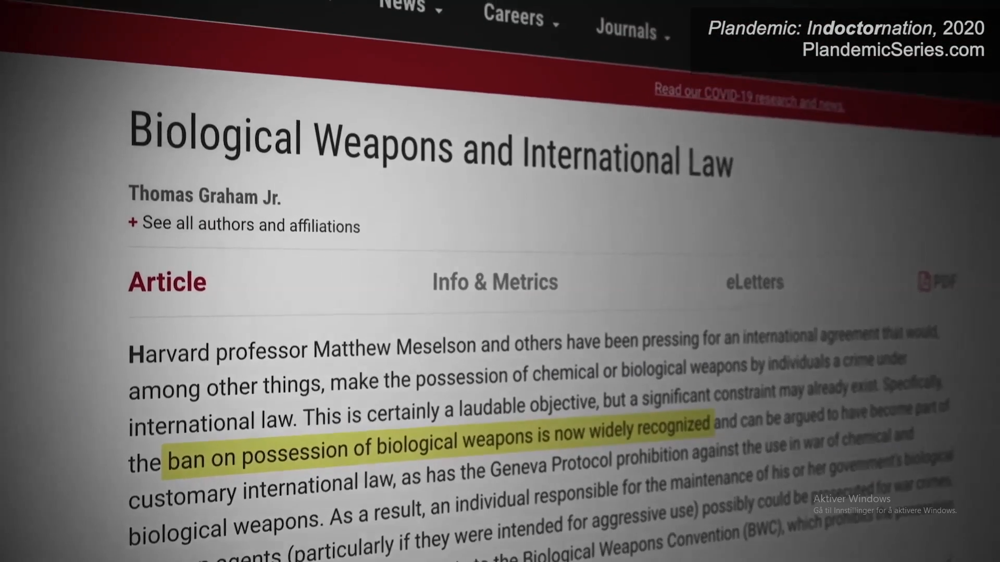 News
Careers
Journals
Plandemic: Indoctornation, 2020
PlandemicSeries.com
Read our COVID-19 research and news.
Biological Weapons and International Law
Thomas Graham Jr.
+ See all authors and affiliations
Article
Info & Metrics
eLetters
PDF
Harvard professor Matthew Meselson and others have been pressing for an international agreement that would,
among other things, make the possession of chemical or biological weapons by individuals a crime under
international law. This is certainly a laudable objective, but a significant constraint may already exist. Specifically,
the ban on possession of biological weapons is now widely recognized and can be argued to have become part of
customary international law, as has the Geneva Protocol prohibition against the use in war of chemical and
biological weapons. As a result, an individual responsible for the maintenance of his or her government's biological
agents (particularly if they were intended for aggressive use) possibly could be prosecuted for war crimes.
the Biological Weapons Convention (BWC), which prohibits the
Aktiver Windows
Gå til Innstillinger for å aktivere Windows.